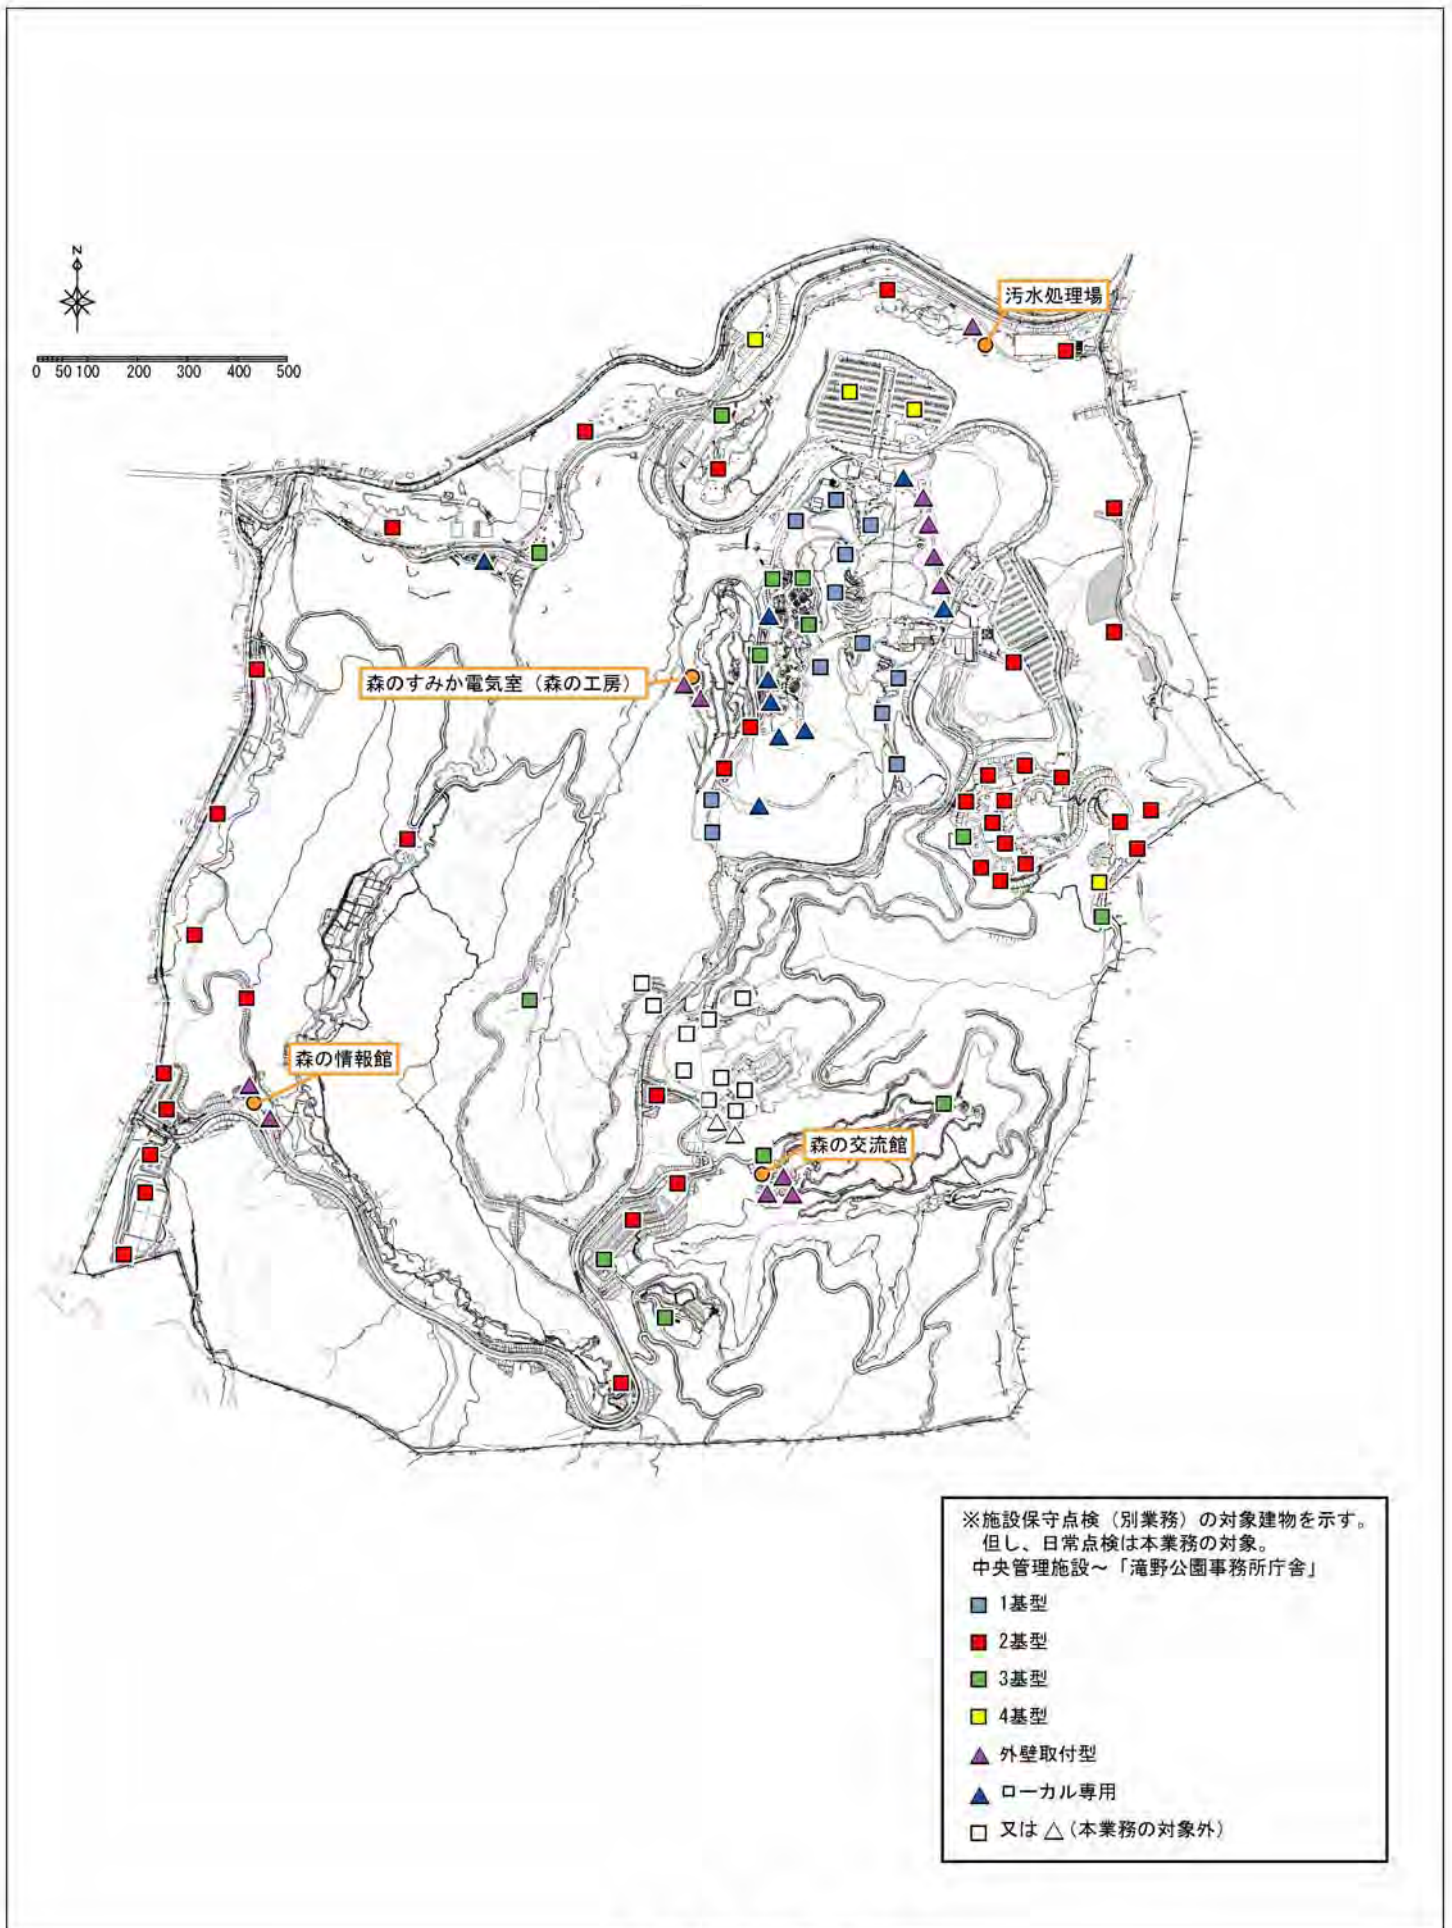 N
0 50 100 200 300 400 500
汚水処理場
森のすみか電気室（森の工房）
森の情報館
森の交流館
※施設保守点検（別業務）の対象建物を示す。
但し、日常点検は本業務の対象。
中央管理施設～「滝野公園事務所庁舎」
1基型
2基型
3基型
4基型
外壁取付型
ローカル専用
又は △（本業務の対象外）